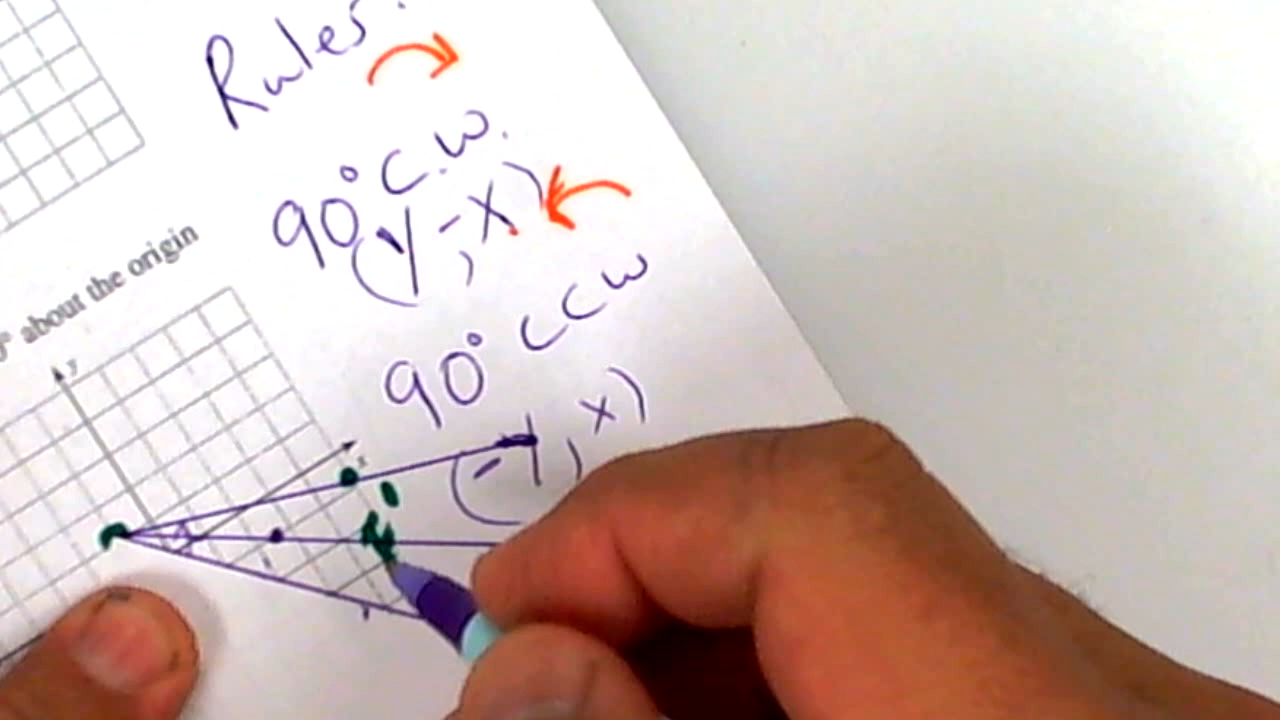 Rules:
90° C.W.
(y, -x)
° about the origin
y
90° CCW
x
(-y, x)